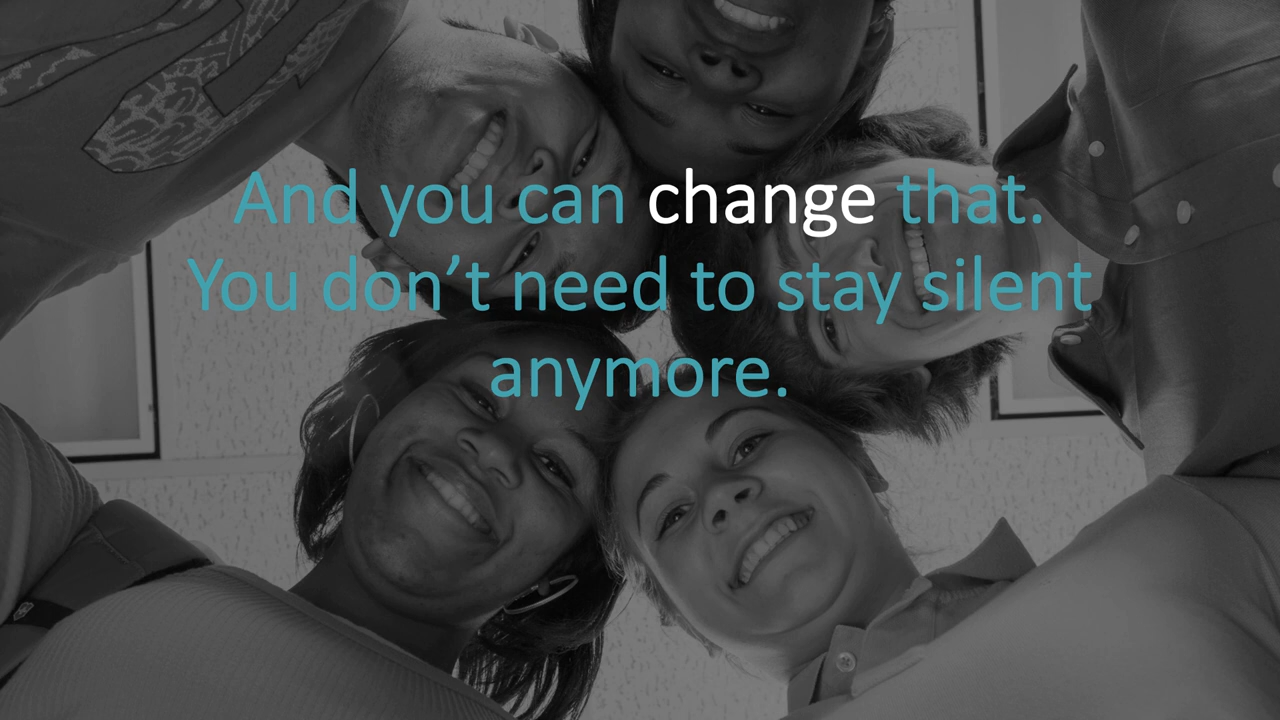 And you can change that.
You don’t need to stay silent
anymore.